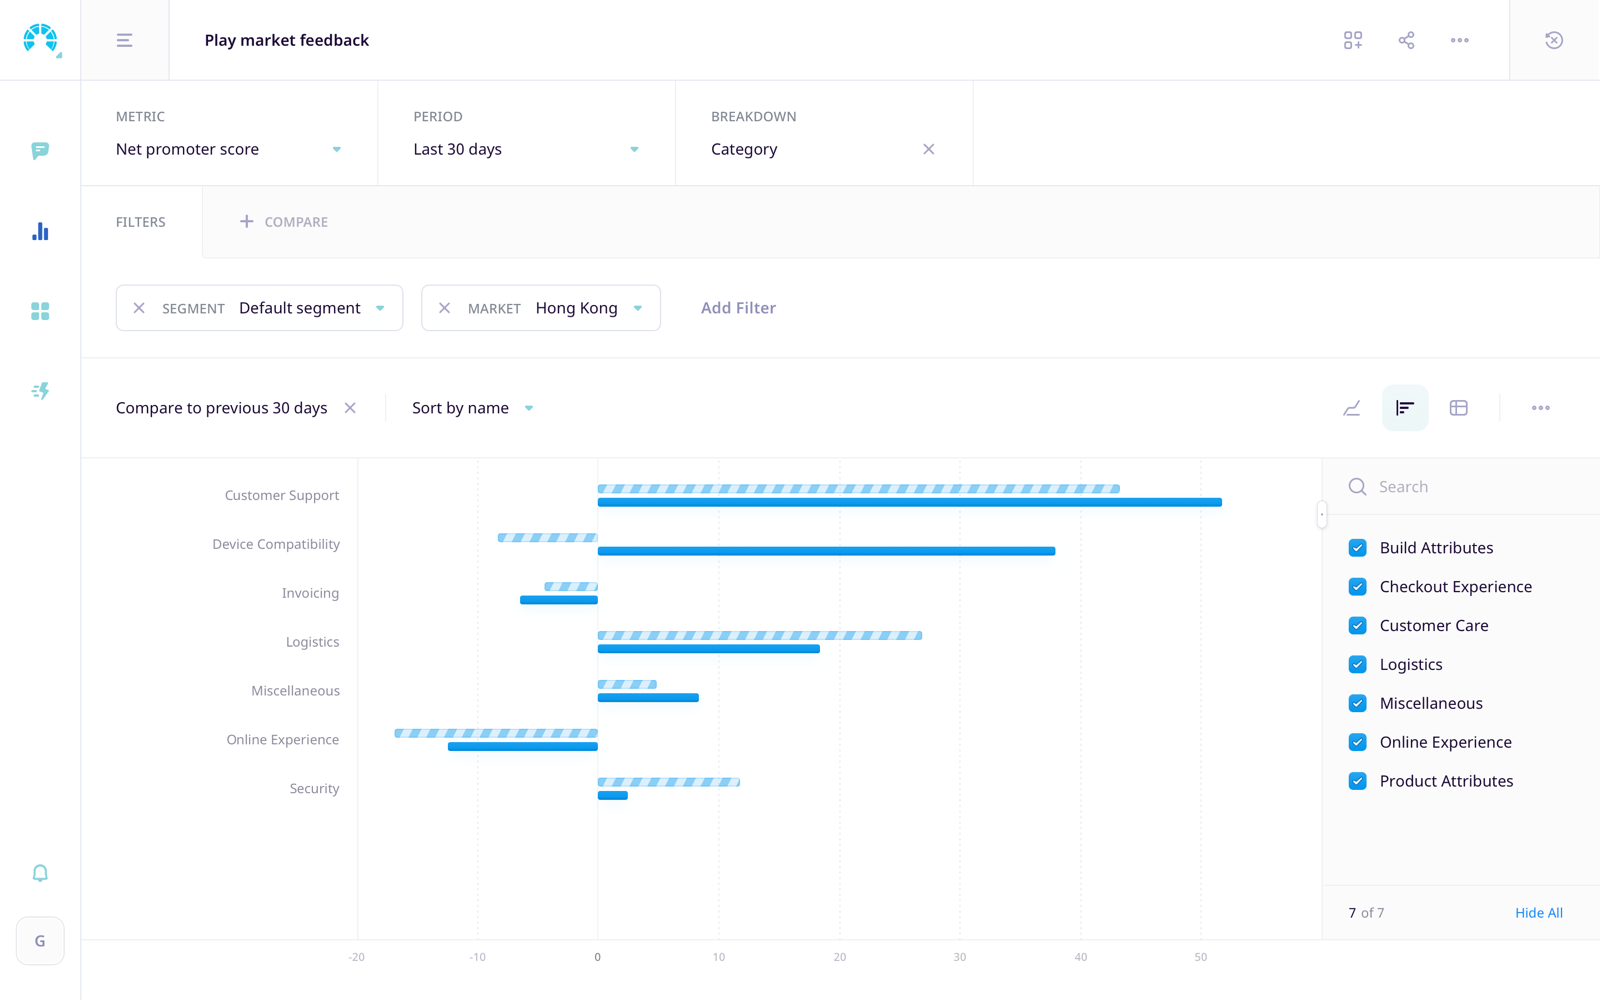 Play market feedback
METRIC
Net promoter score
PERIOD
Last 30 days
BREAKDOWN
Category
FILTERS
COMPARE
SEGMENT Default segment
MARKET Hong Kong
Add Filter
Compare to previous 30 days
Sort by name
Customer Support
Device Compatibility
Invoicing
Logistics
Miscellaneous
Online Experience
Security
-20 -10 0 10 20 30 40 50
Search
Build Attributes
Checkout Experience
Customer Care
Logistics
Miscellaneous
Online Experience
Product Attributes
7 of 7
Hide All
G